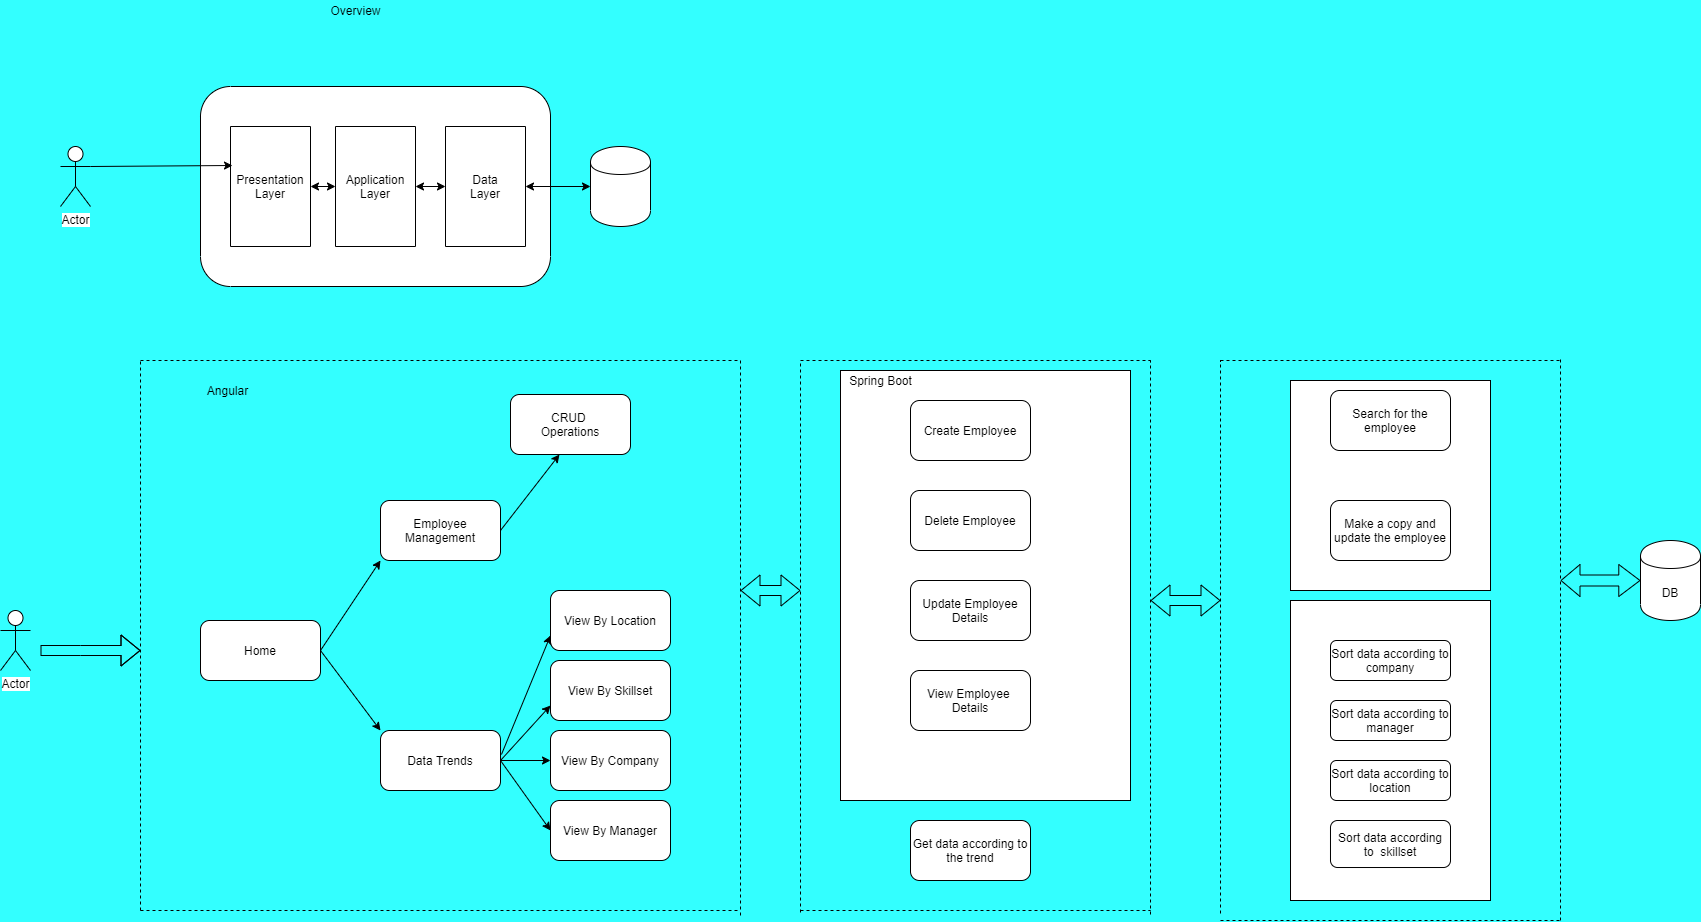 Overview
Presentation
Layer
Application
Layer
Data
Layer
Actor
Angular
CRUD
Operations
Employee
Management
Home
Data Trends
View By Location
View By Skillset
View By Company
View By Manager
Actor
Spring Boot
Create Employee
Delete Employee
Update Employee
Details
View Employee
Details
Get data according to
the trend
Search for the
employee
Make a copy and
update the employee
Sort data according to
company
Sort data according to
manager
Sort data according to
location
Sort data according
to skillset
DB